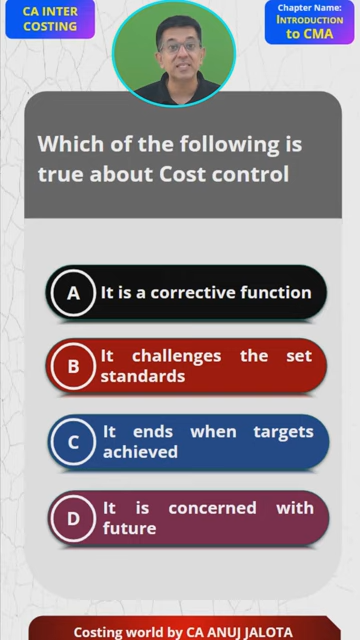 CA INTER
COSTING
Chapter Name:
INTRODUCTION
to CMA
Which of the following is
true about Cost control
A
It is a corrective function
B
It challenges the set
standards
C
It ends when targets
achieved
D
It is concerned with
future
Costing world by CA ANUJ JALOTA